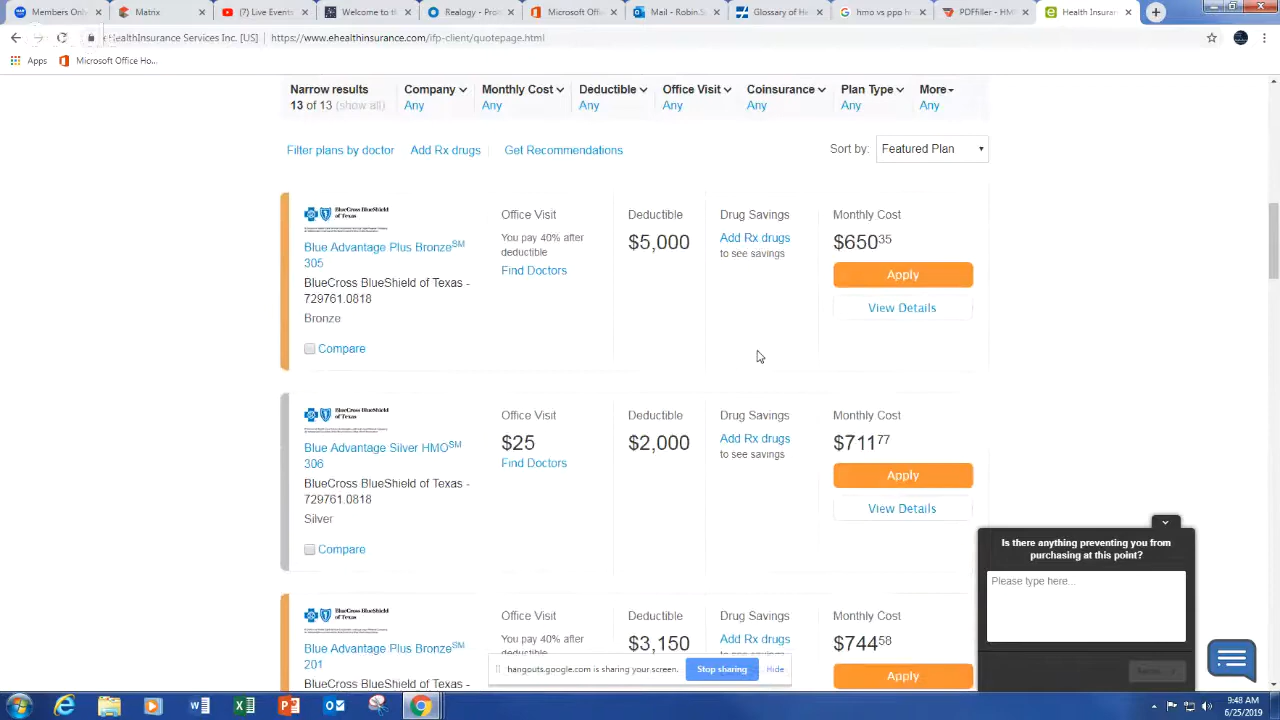 Members Onl
Matrix
(7) Live Events
Welcome to th
Biology - Pro
Microsoft Offi
Mail - Robin.S
Glossary of He
hmo vs ppo he
PDFfiller - HM
Health Insuran
HealthInsurance Services Inc. [US] | https://www.ehealthinsurance.com/ifp-client/quotepage.html
Apps
Microsoft Office Ho...
Narrow results
13 of 13 (show all)
Company
Any
Monthly Cost
Any
Deductible
Any
Office Visit
Any
Coinsurance
Any
Plan Type
Any
More
Any
Filter plans by doctor
Add Rx drugs
Get Recommendations
Sort by:
Featured Plan
BlueCross BlueShield
of Texas
Blue Advantage Plus Bronze SM
305
BlueCross BlueShield of Texas -
729761.0818
Bronze
Compare
Office Visit
You pay 40% after
deductible
Find Doctors
Deductible
$5,000
Drug Savings
Add Rx drugs
to see savings
Monthly Cost
$650 35
Apply
View Details
BlueCross BlueShield
of Texas
Blue Advantage Silver HMO SM
306
BlueCross BlueShield of Texas -
729761.0818
Silver
Compare
Office Visit
$25
Find Doctors
Deductible
$2,000
Drug Savings
Add Rx drugs
to see savings
Monthly Cost
$711 77
Apply
View Details
BlueCross BlueShield
of Texas
Blue Advantage Plus Bronze SM
201
BlueCross BlueShield of Texas -
Office Visit
You pay 40% after
deductible
Deductible
$3,150
Drug Savings
Add Rx drugs
Monthly Cost
$744 58
Apply
Is there anything preventing you from
purchasing at this point?
Please type here...
hangouts.google.com is sharing your screen.
Stop sharing
Hide
9:48 AM
6/25/2019